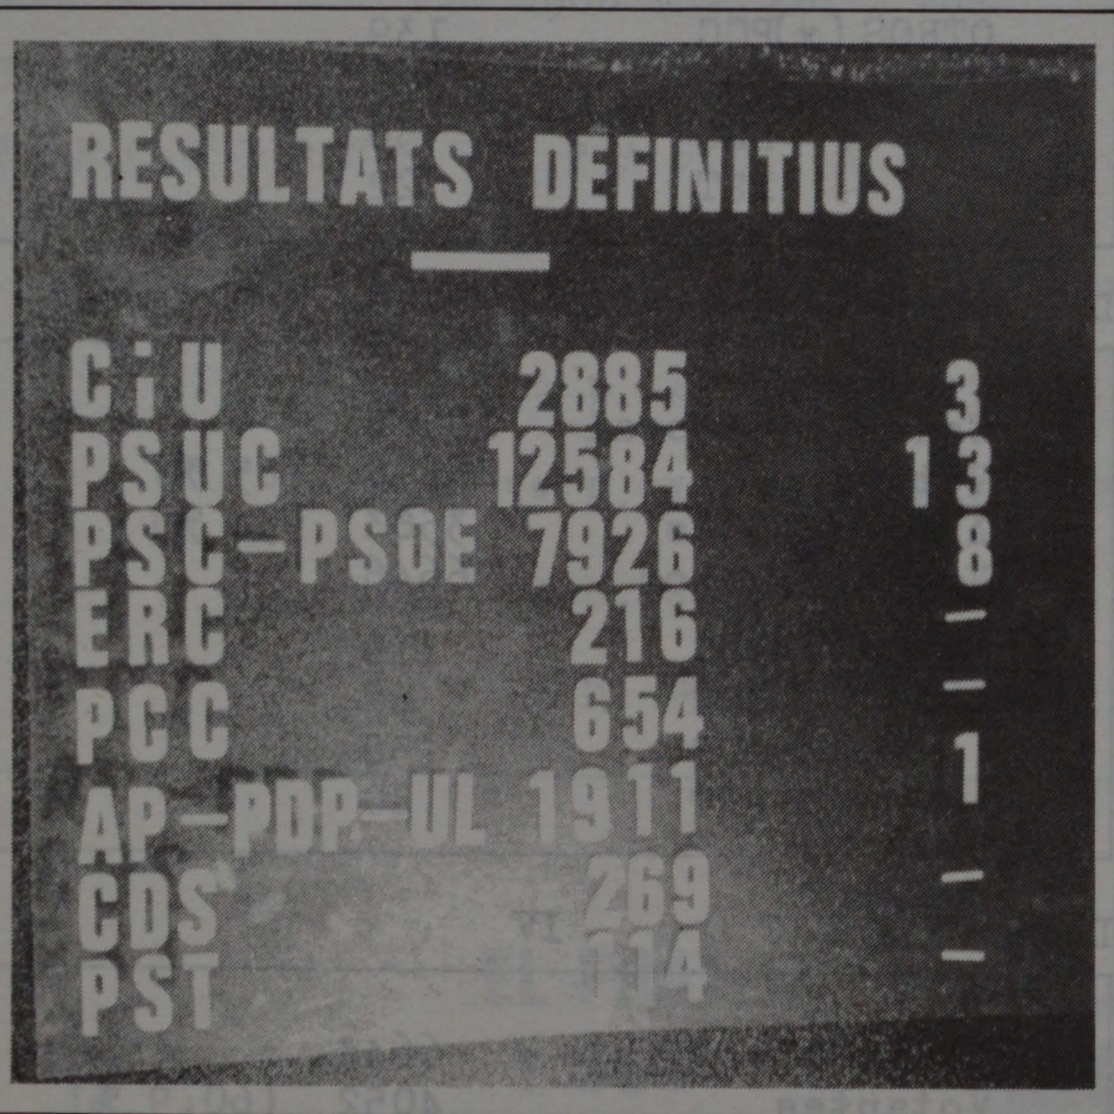 RESULTATS DEFINITIUS
CiU 2885 3
PSUC 12584 13
PSC-PSOE 7926 8
ERC 216 -
PCC 654 -
AP-PDP-UL 1911 1
CDS 269 -
PST 114 -